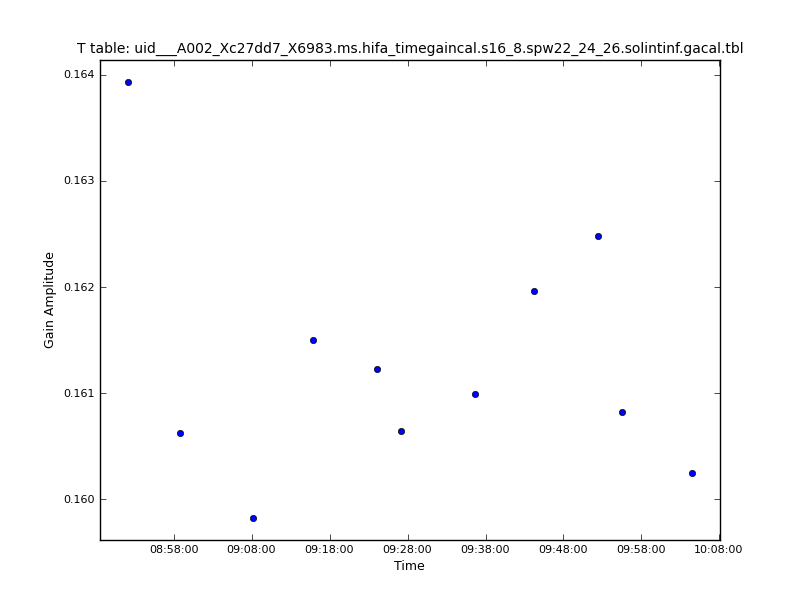 T table: uid___A002_Xc27dd7_X6983.ms.hifa_timegaincal.s16_8.spw22_24_26.solintinf.gacal.tbl
0.164
0.163
0.162
0.161
0.160
Gain Amplitude
08:58:00 09:08:00 09:18:00 09:28:00 09:38:00 09:48:00 09:58:00 10:08:00
Time